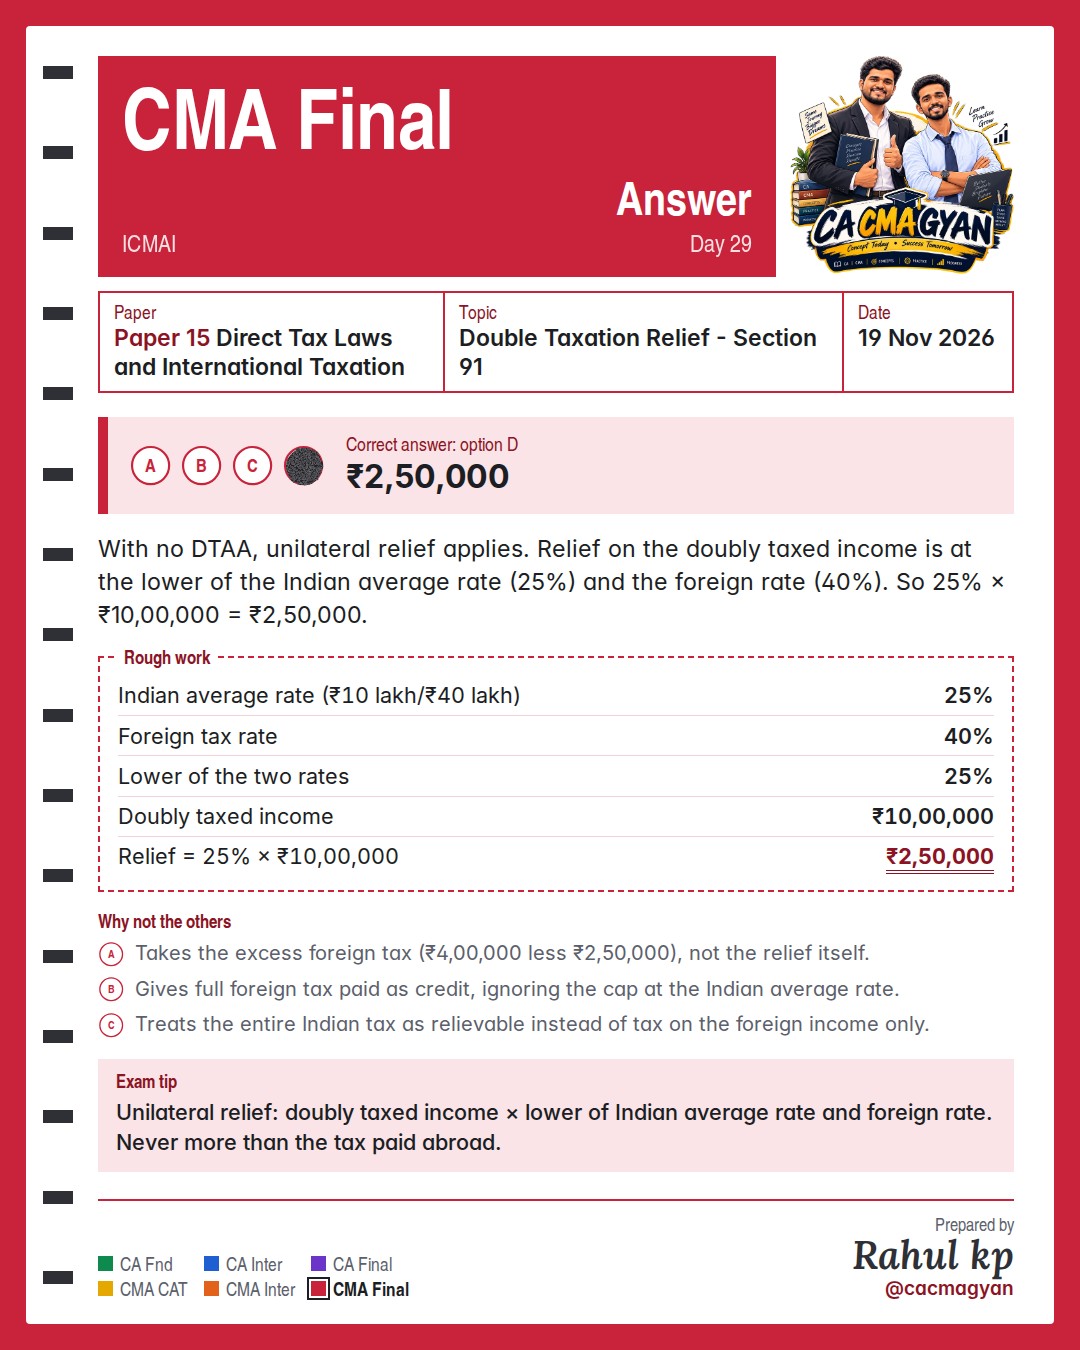 CMA Final
Answer
ICMAI
Day 29
Learn
Practice
Grow
CA
CMA
CA CMA GYAN
Concept Today • Success Tomorrow
Paper
Paper 15 Direct Tax Laws
and International Taxation
Topic
Double Taxation Relief - Section
91
Date
19 Nov 2026
A B C
Correct answer: option D
₹2,50,000
With no DTAA, unilateral relief applies. Relief on the doubly taxed income is at
the lower of the Indian average rate (25%) and the foreign rate (40%). So 25% ×
₹10,00,000 = ₹2,50,000.
Rough work
Indian average rate (₹10 lakh/₹40 lakh) 25%
Foreign tax rate 40%
Lower of the two rates 25%
Doubly taxed income ₹10,00,000
Relief = 25% × ₹10,00,000 ₹2,50,000
Why not the others
A Takes the excess foreign tax (₹4,00,000 less ₹2,50,000), not the relief itself.
B Gives full foreign tax paid as credit, ignoring the cap at the Indian average rate.
C Treats the entire Indian tax as relievable instead of tax on the foreign income only.
Exam tip
Unilateral relief: doubly taxed income × lower of Indian average rate and foreign rate.
Never more than the tax paid abroad.
CA Fnd CA Inter CA Final
CMA CAT CMA Inter CMA Final
Prepared by
Rahul kp
@cacmagyan